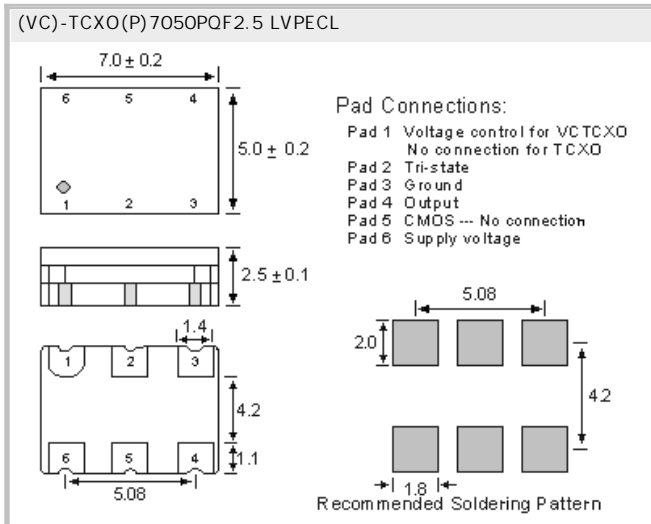 (VC)-TCXO(P)7050PQF2.5 LVPECL
7.0 ± 0.2
6 5 4
5.0 ± 0.2
1 2 3
Pad Connections:
Pad 1 Voltage control for VCTCXO
No connection for TCXO
Pad 2 Tri-state
Pad 3 Ground
Pad 4 Output
Pad 5 CMOS --- No connection
Pad 6 Supply voltage
2.5 ± 0.1
1.4
1 2 3
4.2
6 5 4
1.1
5.08
5.08
2.0
4.2
1.8
Recommended Soldering Pattern